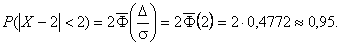 P(|X − 2| < 2) = 2Φ̅(Δ/σ) = 2Φ̅(2) = 2 · 0,4772 ≈ 0,95.